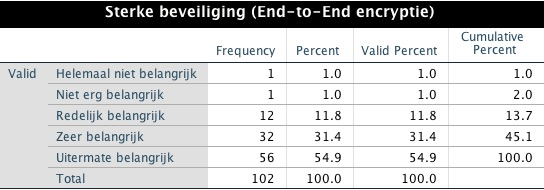 Sterke beveiliging (End-to-End encryptie)
Frequency Percent Valid Percent Cumulative Percent
Valid Helemaal niet belangrijk 1 1.0 1.0 1.0
Niet erg belangrijk 1 1.0 1.0 2.0
Redelijk belangrijk 12 11.8 11.8 13.7
Zeer belangrijk 32 31.4 31.4 45.1
Uitermate belangrijk 56 54.9 54.9 100.0
Total 102 100.0 100.0